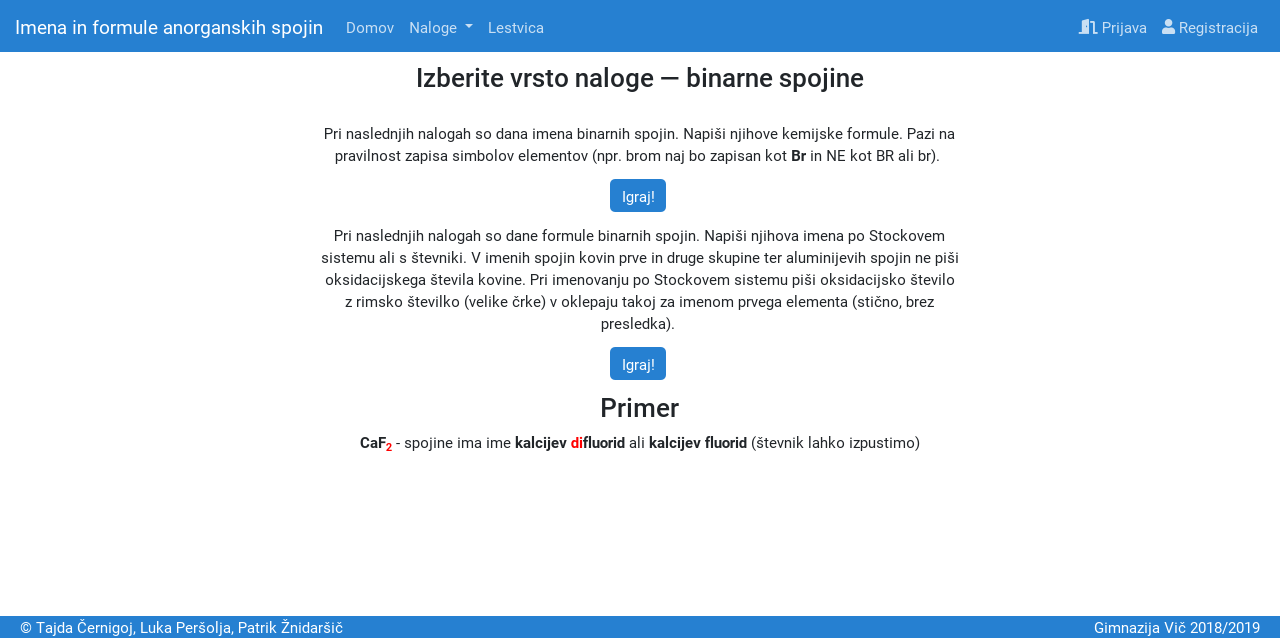 Imena in formule anorganskih spojin Domov Naloge Lestvica Prijava Registracija
Izberite vrsto naloge — binarne spojine
Pri naslednjih nalogah so dana imena binarnih spojin. Napiši njihove kemijske formule. Pazi na
pravilnost zapisa simbolov elementov (npr. brom naj bo zapisan kot Br in NE kot BR ali br).
Igraj!
Pri naslednjih nalogah so dane formule binarnih spojin. Napiši njihova imena po Stockovem
sistemu ali s števniki. V imenih spojin kovin prve in druge skupine ter aluminijevih spojin ne piši
oksidacijskega števila kovine. Pri imenovanju po Stockovem sistemu piši oksidacijsko število
z rimsko številko (velike črke) v oklepaju takoj za imenom prvega elementa (stično, brez
presledka).
Igraj!
Primer
CaF2 - spojine ima ime kalcijev difluorid ali kalcijev fluorid (števnik lahko izpustimo)
© Tajda Černigoj, Luka Peršolja, Patrik Žnidaršič Gimnazija Vič 2018/2019